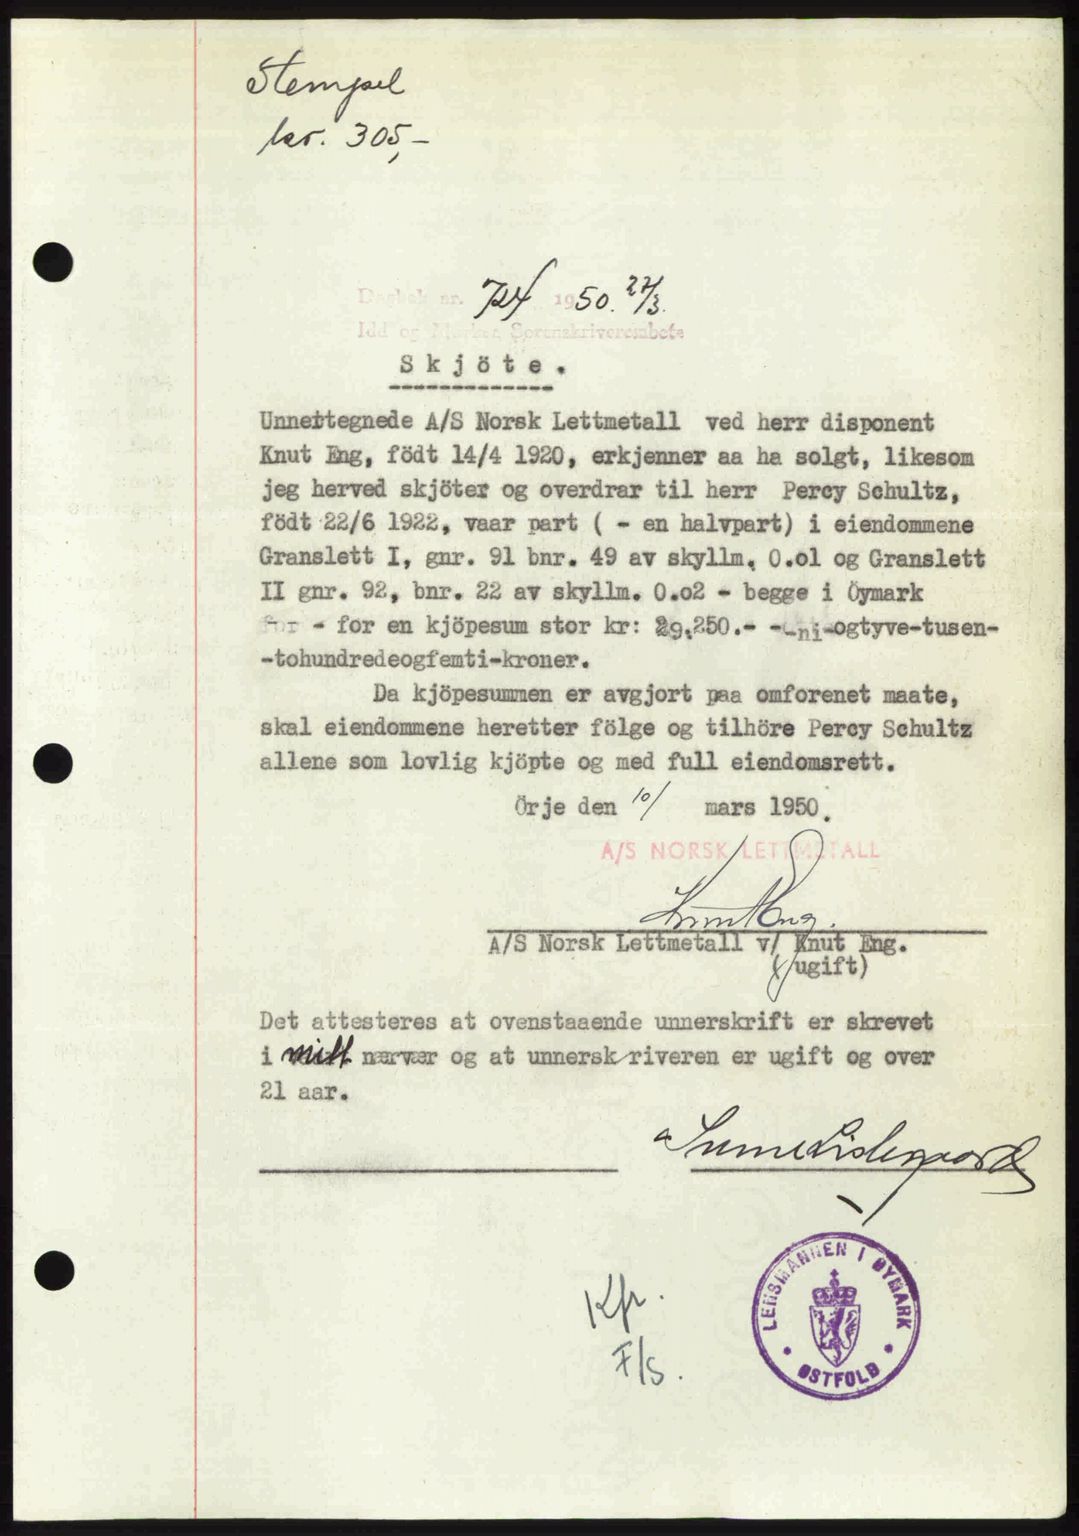 Stempel
kr. 305,-
Dagbok nr. 724 1950. 27/3.
Idd og Marker Sorenskriverembete
Skjöte.
Unnertegnede A/S Norsk Lettmetall ved herr disponent
Knut Eng, födt 14/4 1920, erkjenner aa ha solgt, likesom
jeg herved skjöter og overdrar til herr Percy Schultz,
födt 22/6 1922, vaar part ( - en halvpart) i eiendommene
Granslett I, gnr. 91 bnr. 49 av skyllm. 0.o1 og Granslett
II gnr. 92, bnr. 22 av skyllm. 0.o2 - begge i Öymark
for - for en kjöpesum stor kr: 29.250.- --ni-ogtyve-tusen-
-tohundredeogfemti-kroner.
Da kjöpesummen er avgjort paa omforenet maate,
skal eiendommene heretter fölge og tilhöre Percy Schultz
allene som lovlig kjöpte og med full eiendomsrett.
Örje den 10/ mars 1950.
A/S NORSK LETTMETALL
Knut Eng.
A/S Norsk Lettmetall v/ Knut Eng.
(ugift)
Det attesteres at ovenstaaende unnerskrift er skrevet
i mitt nærvær og at unnerskriveren er ugift og over
21 aar.
LENSMANNEN I ØYMARK
ØSTFOLD
Kfr.
F/S.